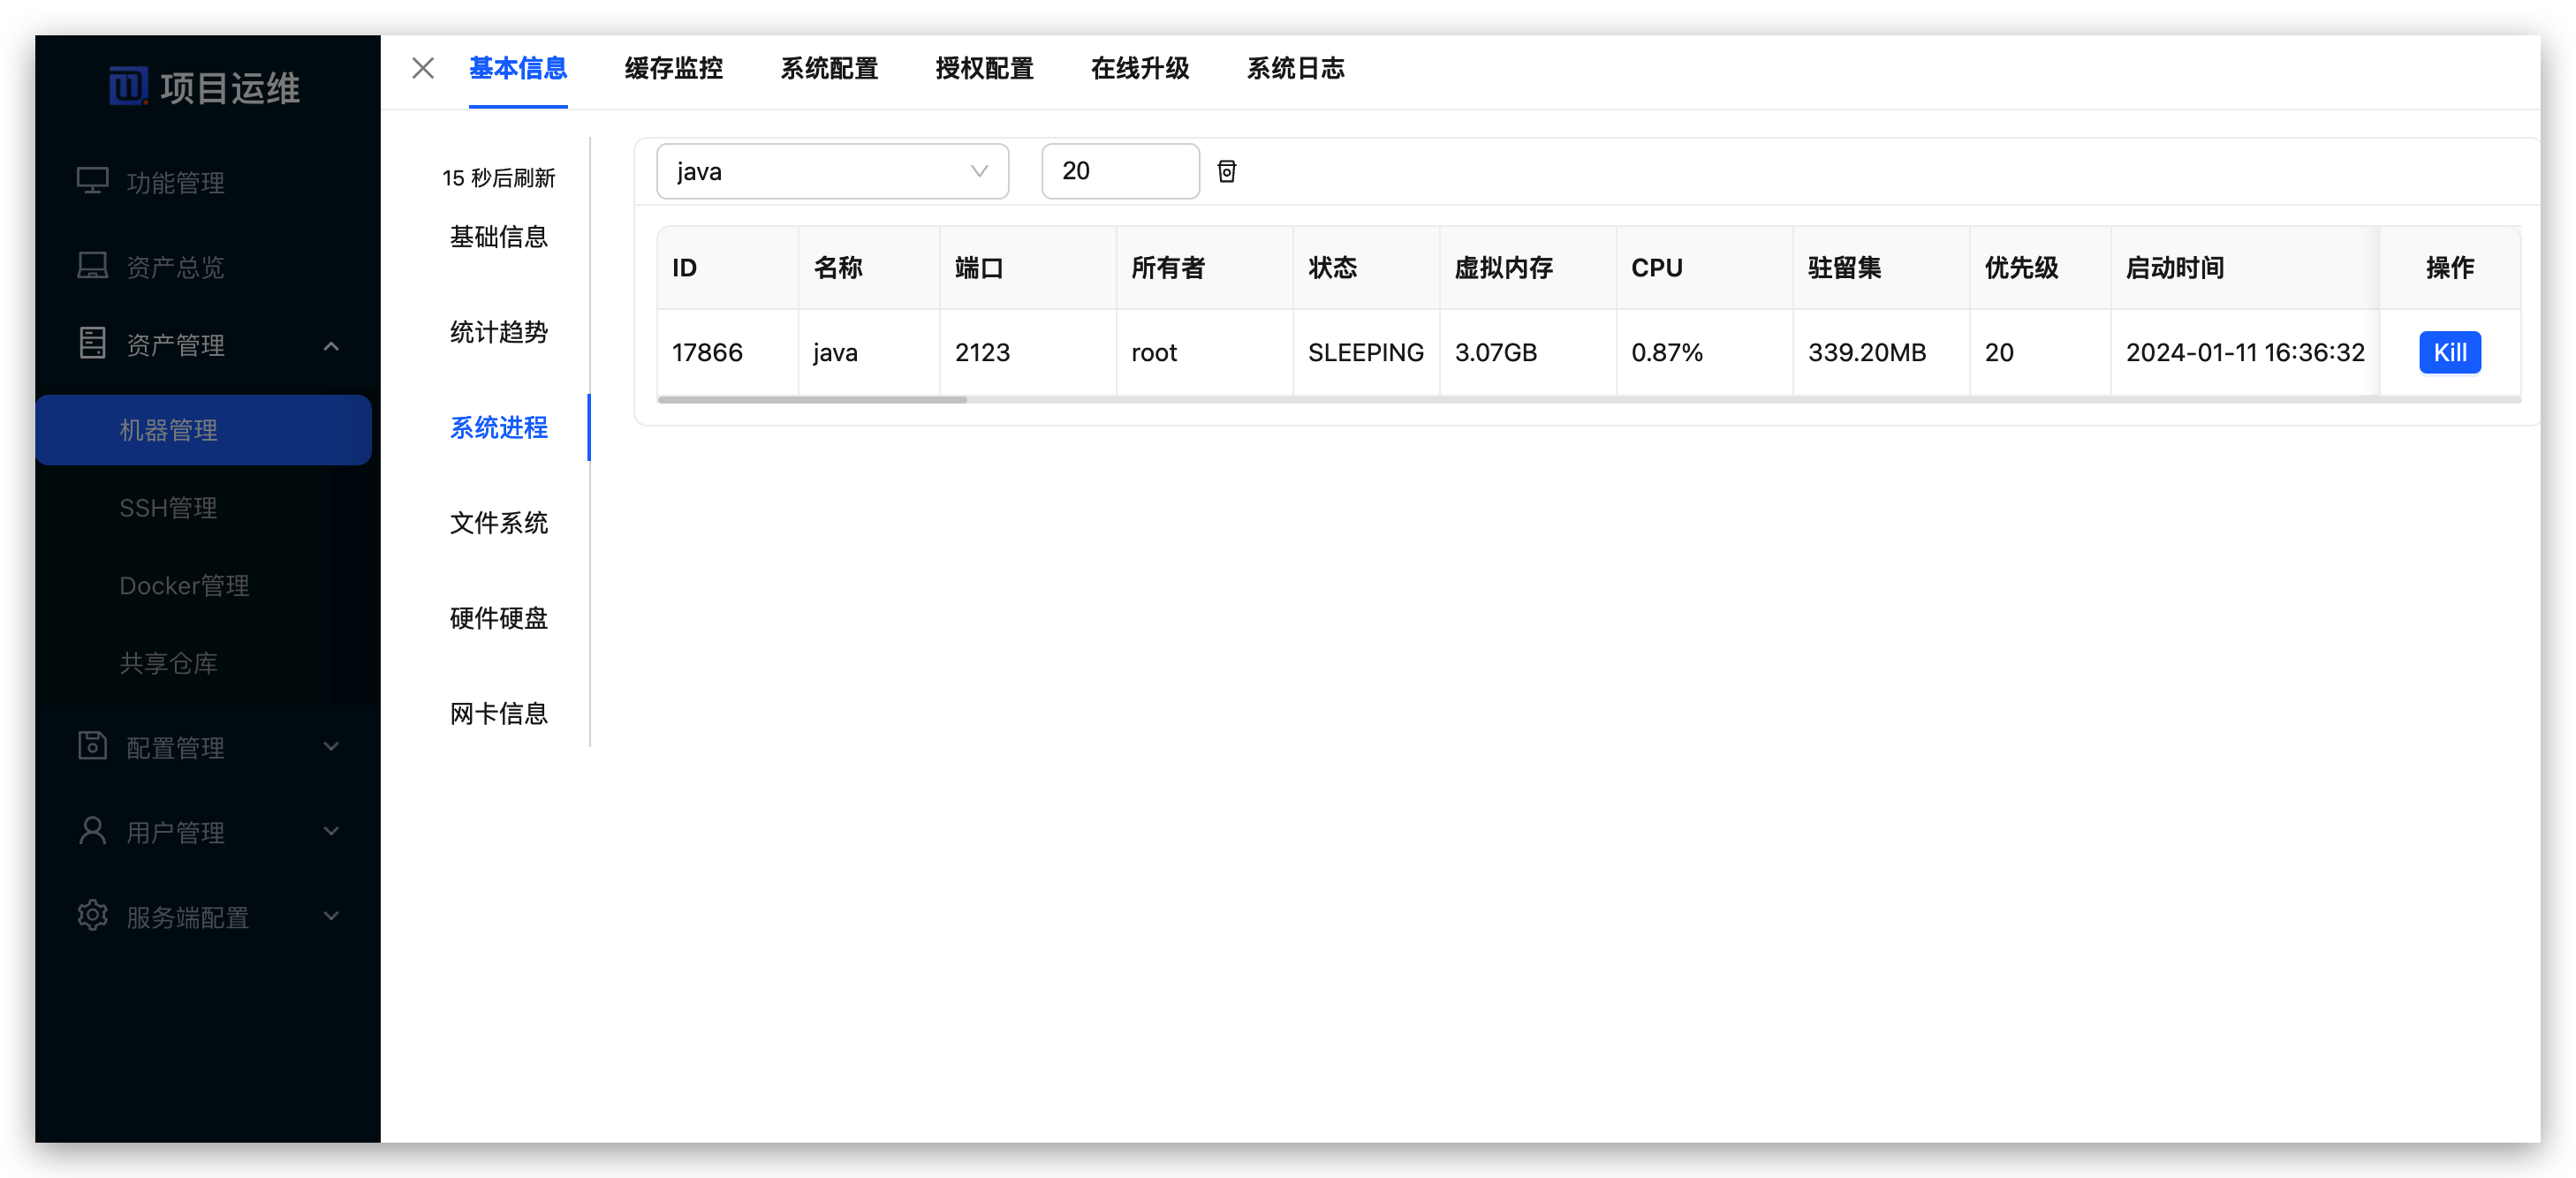 项目运维
功能管理
资产总览
资产管理
机器管理
SSH管理
Docker管理
共享仓库
配置管理
用户管理
服务端配置
基本信息 缓存监控 系统配置 授权配置 在线升级 系统日志
15 秒后刷新
基础信息
统计趋势
系统进程
文件系统
硬件硬盘
网卡信息
java 20
ID 名称 端口 所有者 状态 虚拟内存 CPU 驻留集 优先级 启动时间 操作
17866 java 2123 root SLEEPING 3.07GB 0.87% 339.20MB 20 2024-01-11 16:36:32 Kill